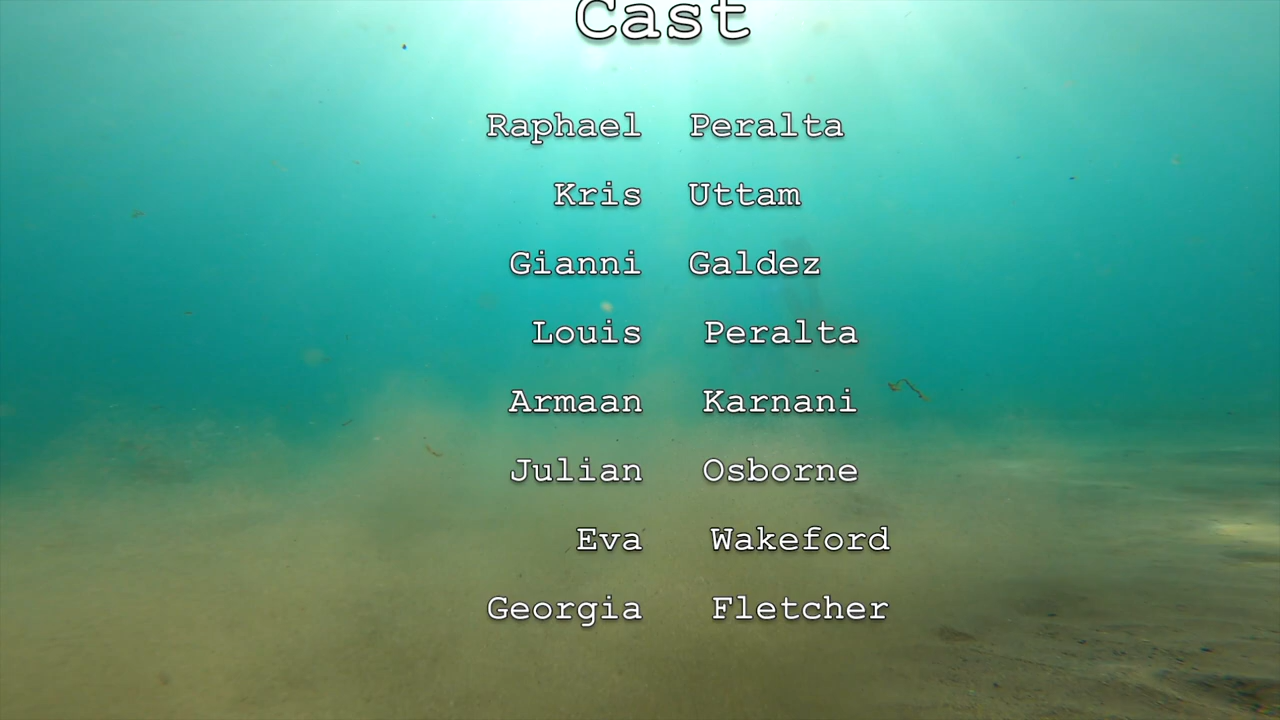 Cast
Raphael Peralta
Kris Uttam
Gianni Galdez
Louis Peralta
Armaan Karnani
Julian Osborne
Eva Wakeford
Georgia Fletcher